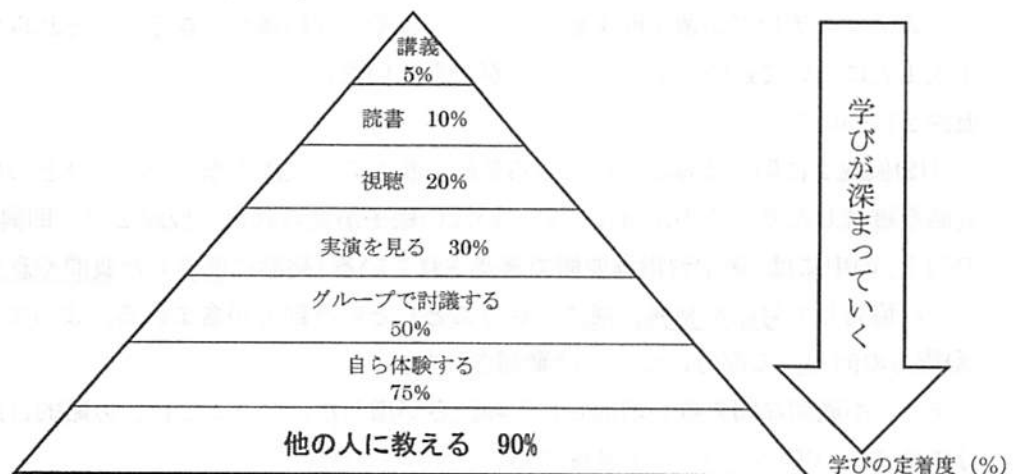 講義
5%
読書 10%
視聴 20%
実演を見る 30%
グループで討議する
50%
自ら体験する
75%
他の人に教える 90%
学びが深まっていく
学びの定着度(%)